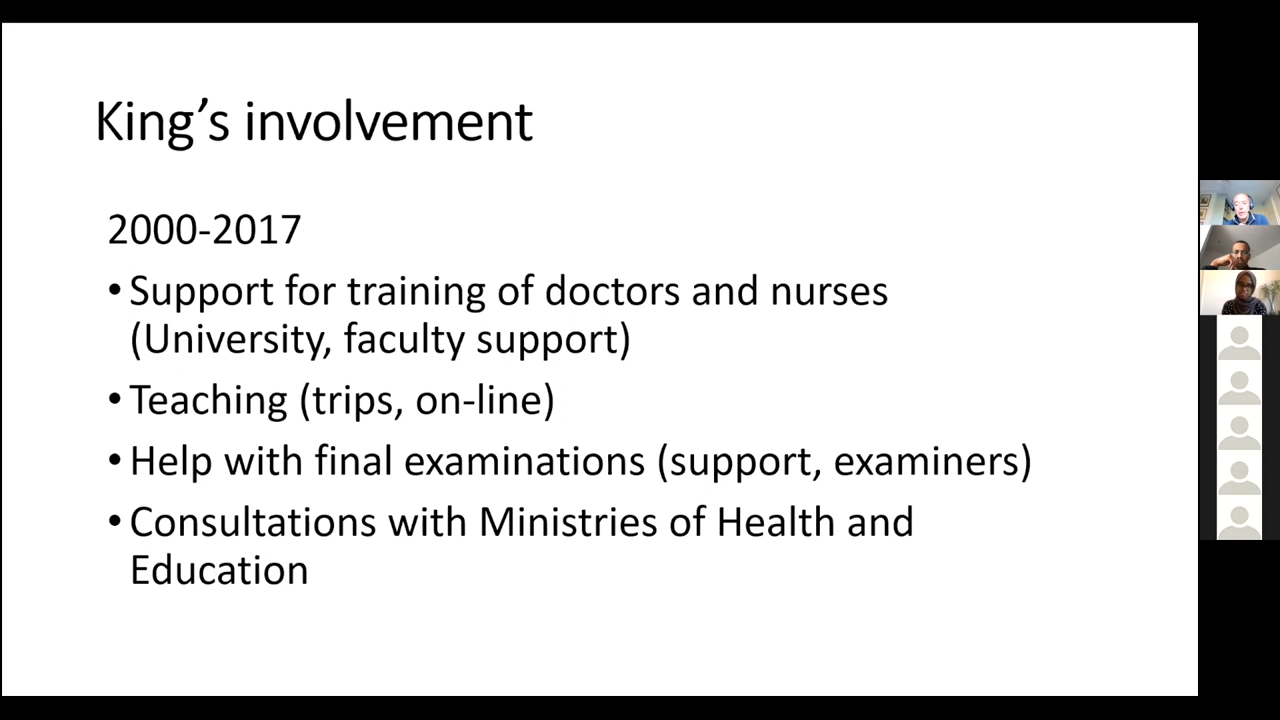 King’s involvement
2000-2017
• Support for training of doctors and nurses
(University, faculty support)
• Teaching (trips, on-line)
• Help with final examinations (support, examiners)
• Consultations with Ministries of Health and
Education